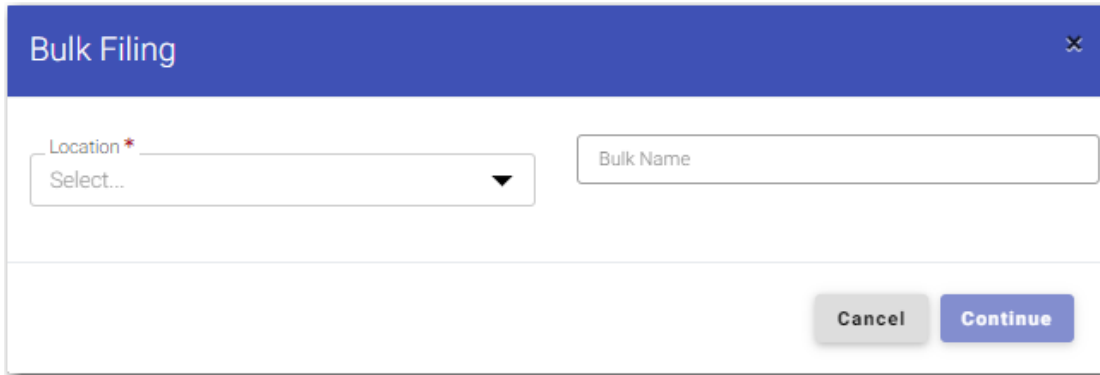 Bulk Filing
Location *
Select...
Bulk Name
Cancel
Continue